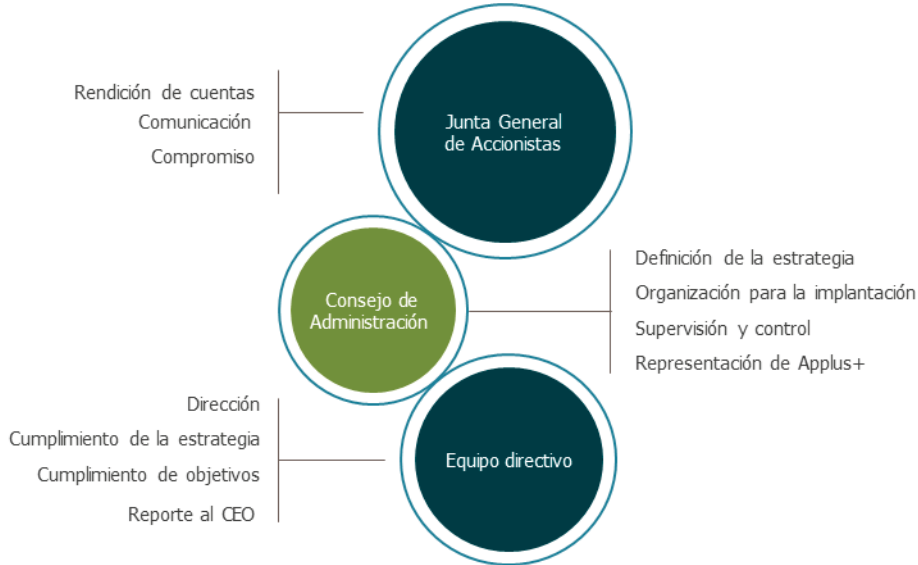 Rendición de cuentas
Comunicación
Compromiso
Junta General
de Accionistas
Consejo de
Administración
Definición de la estrategia
Organización para la implantación
Supervisión y control
Representación de Applus+
Dirección
Cumplimiento de la estrategia
Cumplimiento de objetivos
Reporte al CEO
Equipo directivo